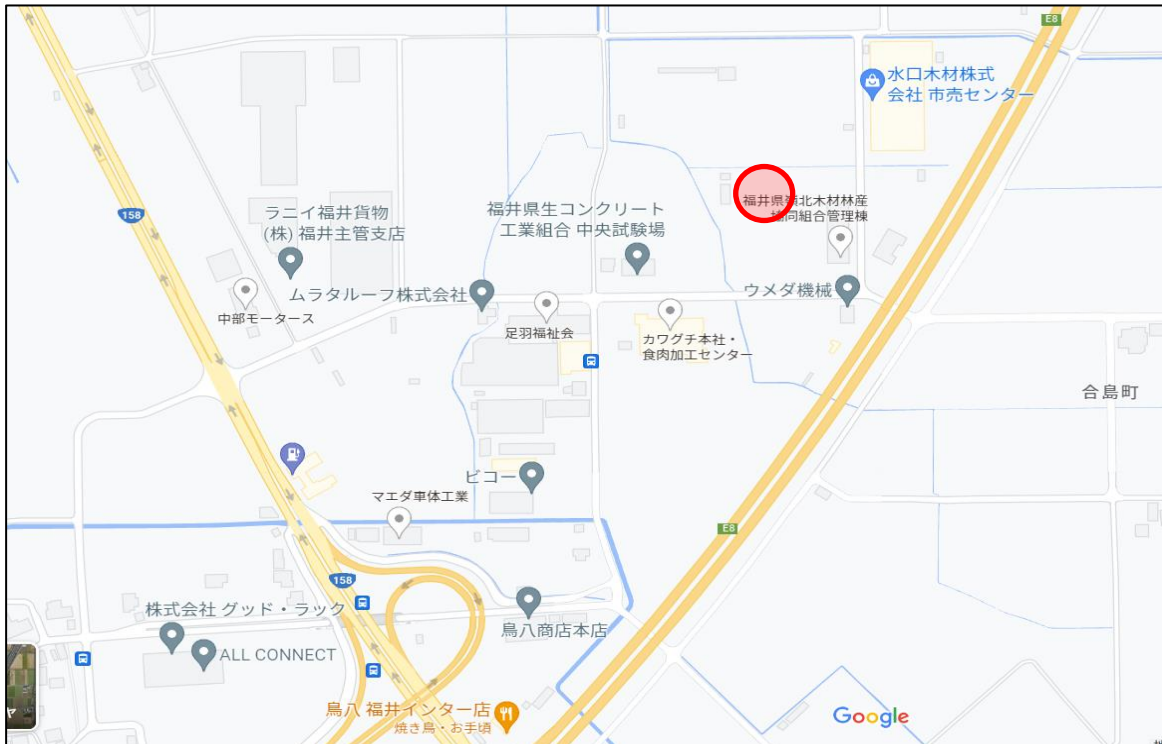 E8
水口木材株式
会社 市売センター
158
ラニイ福井貨物
(株) 福井主管支店
福井県生コンクリート
工業組合 中央試験場
福井県嶺北木材林産
協同組合管理棟
ムラタルーフ株式会社
ウメダ機械
中部モータース
足羽福祉会
カワグチ本社・
食肉加工センター
合島町
ビコー
マエダ車体工業
E8
158
株式会社 グッド・ラック
鳥八商店本店
ALL CONNECT
鳥八 福井インター店
焼き鳥・お手頃
Google
ヤ